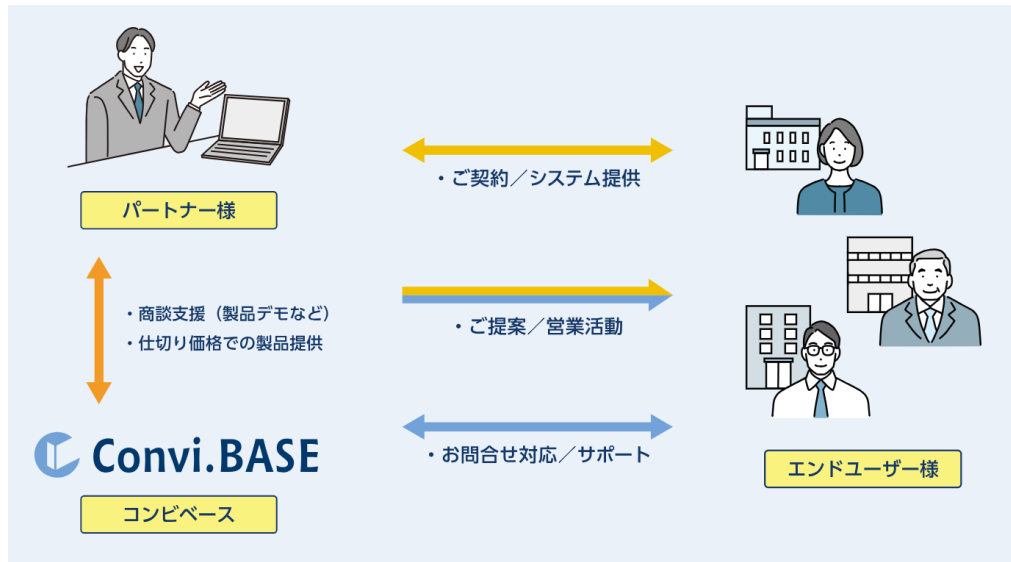 パートナー様
・商談支援（製品デモなど）
・仕切り価格での製品提供
Convi.BASE
コンビベース
・ご契約／システム提供
・ご提案／営業活動
・お問合せ対応／サポート
エンドユーザー様